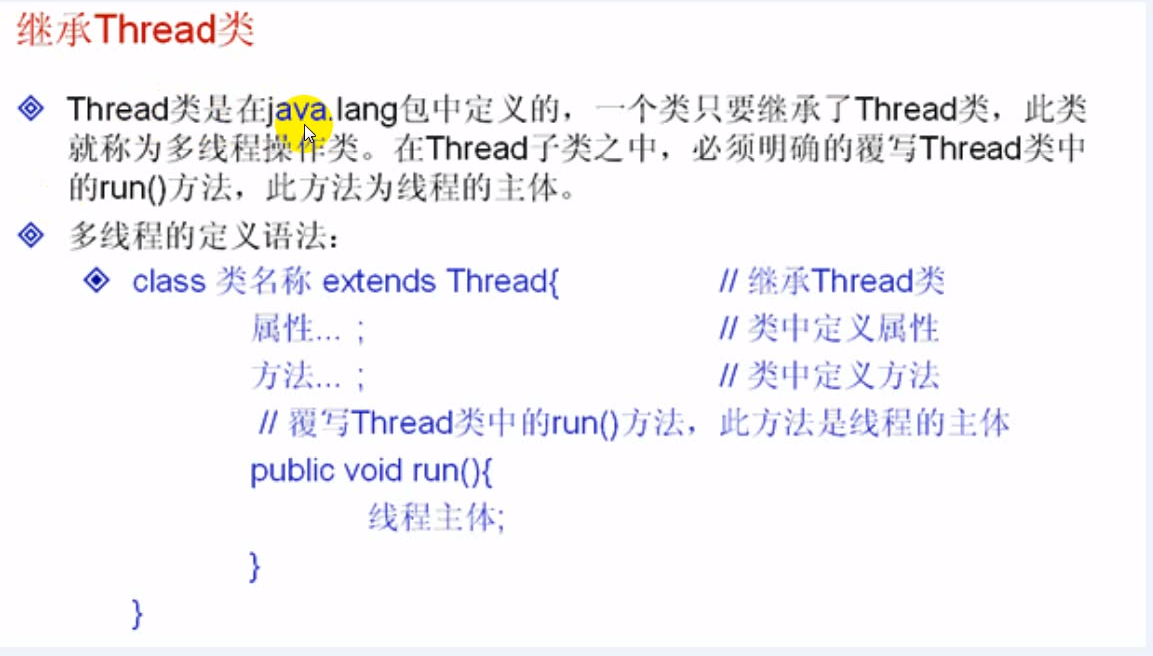 继承Thread类
Thread类是在java.lang包中定义的，一个类只要继承了Thread类，此类
就称为多线程操作类。在Thread子类之中，必须明确的覆写Thread类中
的run()方法，此方法为线程的主体。
多线程的定义语法：
class 类名称 extends Thread{ // 继承Thread类
属性... ; // 类中定义属性
方法... ; // 类中定义方法
// 覆写Thread类中的run()方法，此方法是线程的主体
public void run(){
线程主体;
}
}